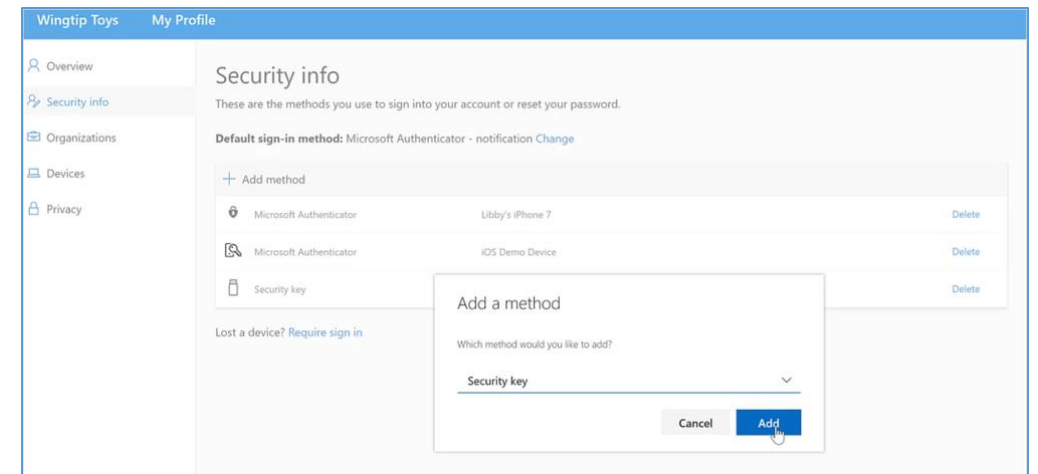 Wingtip Toys My Profile
Overview
Security info
Organizations
Devices
Privacy
Security info
These are the methods you use to sign into your account or reset your password.
Default sign-in method: Microsoft Authenticator - notification Change
Add method
Microsoft Authenticator Libby's iPhone 7 Delete
Microsoft Authenticator iOS Demo Device Delete
Security key Delete
Lost a device? Require sign in
Add a method
Which method would you like to add?
Security key
Cancel Add